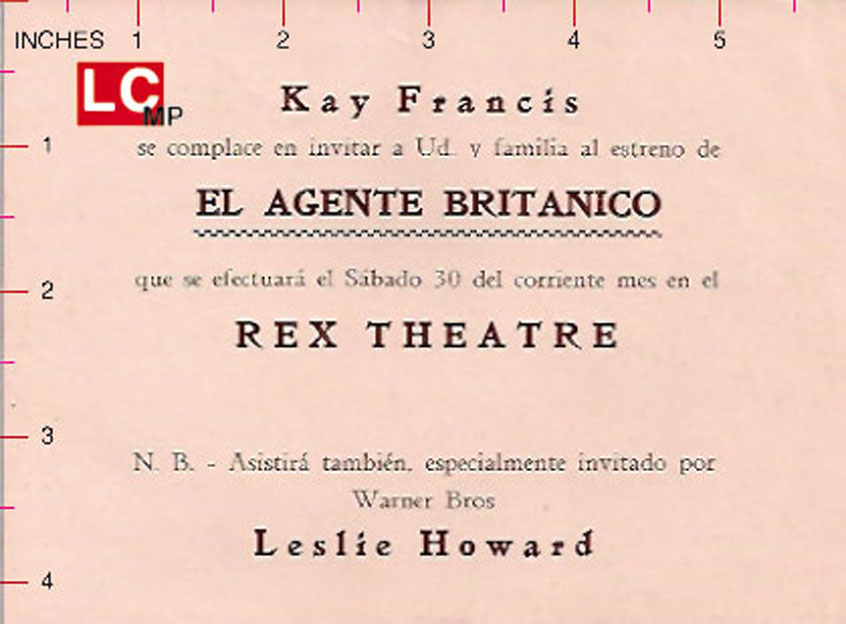 INCHES 1 2 3 4 5
LC
MP
Kay Francis
1
se complace en invitar a Ud. y familia al estreno de
EL AGENTE BRITANICO
que se efectuará el Sábado 30 del corriente mes en el
2
REX THEATRE
3
N. B. - Asistirá también, especialmente invitado por
Warner Bros
Leslie Howard
4